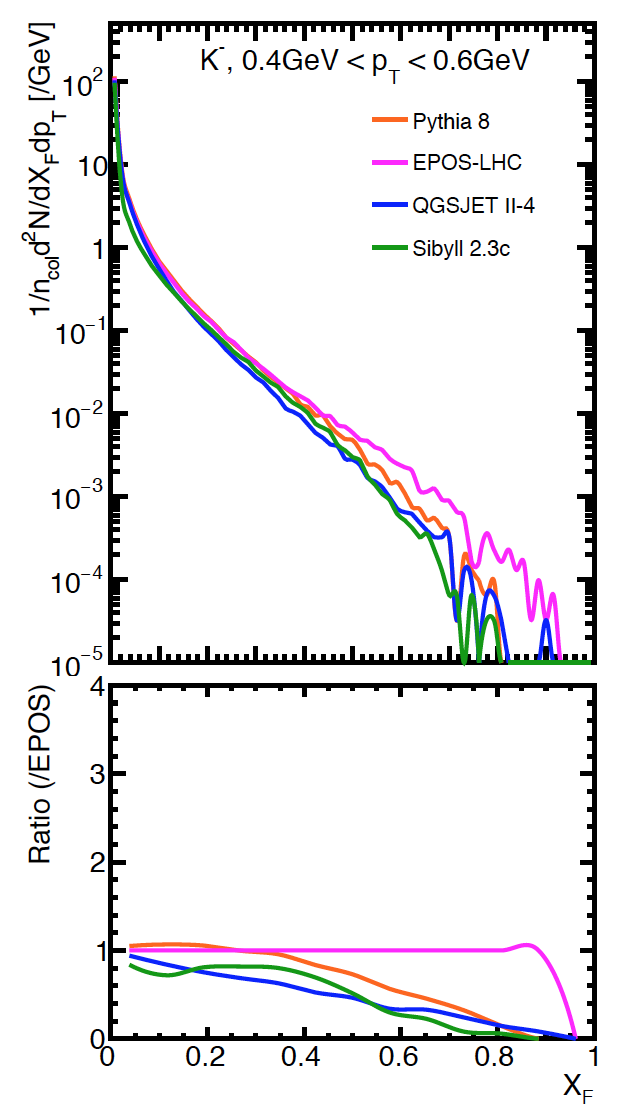 K⁻, 0.4GeV < p_T < 0.6GeV
1/n_col d²N/dX_F dp_T [/GeV]
Pythia 8
EPOS-LHC
QGSJET II-4
Sibyll 2.3c
10²
10
1
10⁻¹
10⁻²
10⁻³
10⁻⁴
10⁻⁵
Ratio (/EPOS)
4
3
2
1
0
0 0.2 0.4 0.6 0.8 1
X_F